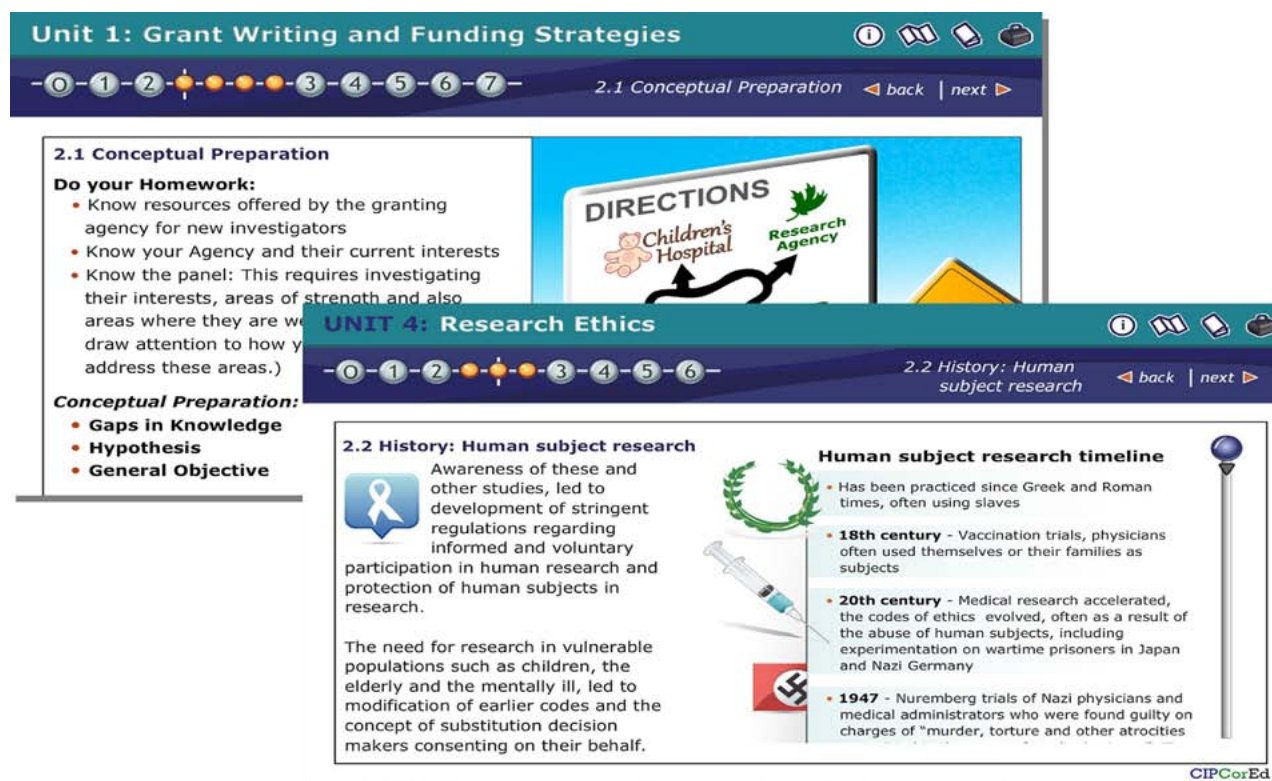 Unit 1: Grant Writing and Funding Strategies
0 1 2 3 4 5 6 7
2.1 Conceptual Preparation
back | next
2.1 Conceptual Preparation
Do your Homework:
• Know resources offered by the granting
agency for new investigators
• Know your Agency and their current interests
• Know the panel: This requires investigating
their interests, areas of strength and also
areas where they are
draw attention to how
address these areas.)
Conceptual Preparation:
• Gaps in Knowledge
• Hypothesis
• General Objective
DIRECTIONS
Children's
Hospital
Research
Agency
UNIT 4: Research Ethics
0 1 2 3 4 5 6
2.2 History: Human
subject research
back | next
2.2 History: Human subject research
Awareness of these and
other studies, led to
development of stringent
regulations regarding
informed and voluntary
participation in human research and
protection of human subjects in
research.
The need for research in vulnerable
populations such as children, the
elderly and the mentally ill, led to
modification of earlier codes and the
concept of substitution decision
makers consenting on their behalf.
Human subject research timeline
• Has been practiced since Greek and Roman
times, often using slaves
• 18th century - Vaccination trials, physicians
often used themselves or their families as
subjects
• 20th century - Medical research accelerated,
the codes of ethics evolved, often as a result of
the abuse of human subjects, including
experimentation on wartime prisoners in Japan
and Nazi Germany
• 1947 - Nuremberg trials of Nazi physicians and
medical administrators who were found guilty on
charges of "murder, torture and other atrocities
CIPCorEd